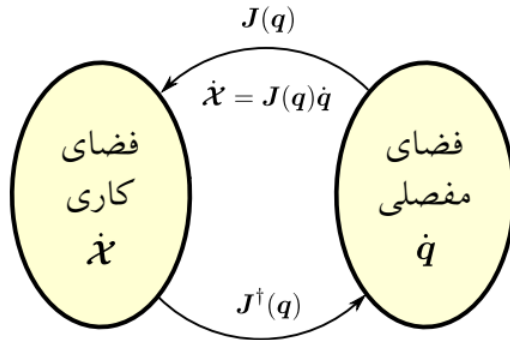 J(q)
𝒳̇ = J(q)q̇
فضای
مفصلی
q̇
فضای
کاری
𝒳̇
J†(q)